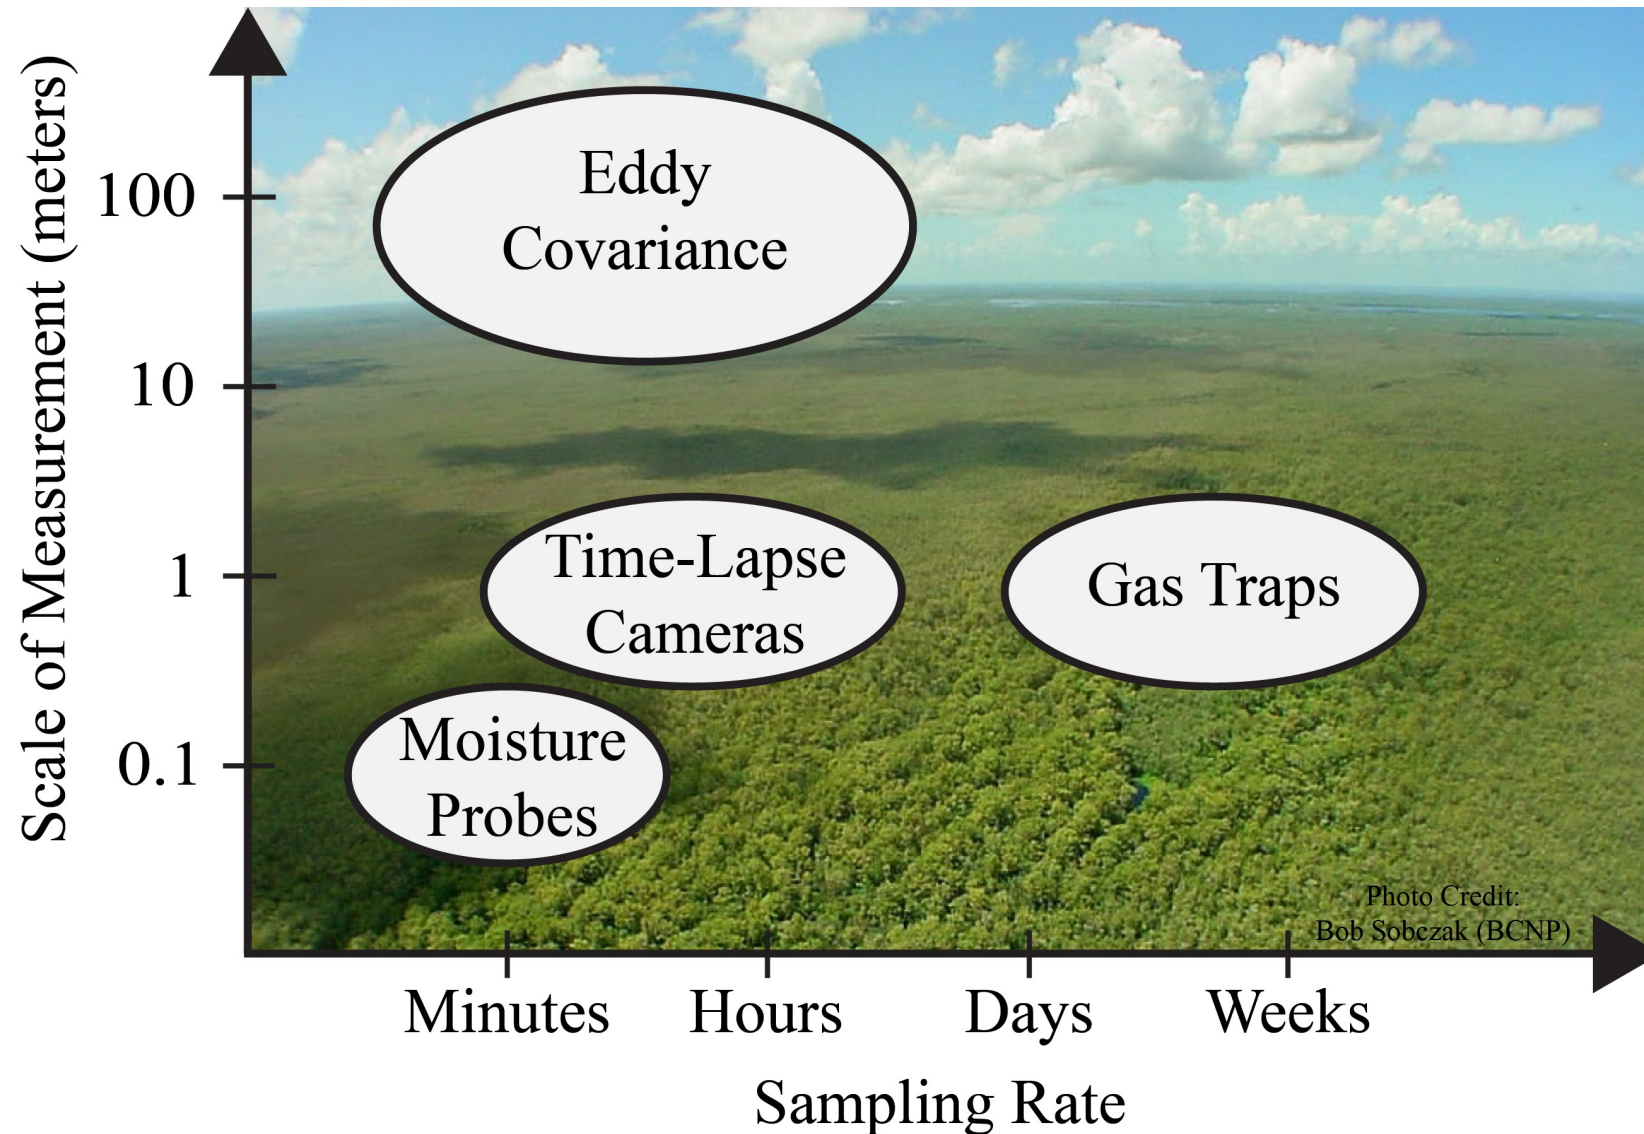 Scale of Measurement (meters)
100
10
1
0.1
Eddy
Covariance
Time-Lapse
Cameras
Gas Traps
Moisture
Probes
Photo Credit:
Bob Sobczak (BCNP)
Minutes
Hours
Days
Weeks
Sampling Rate